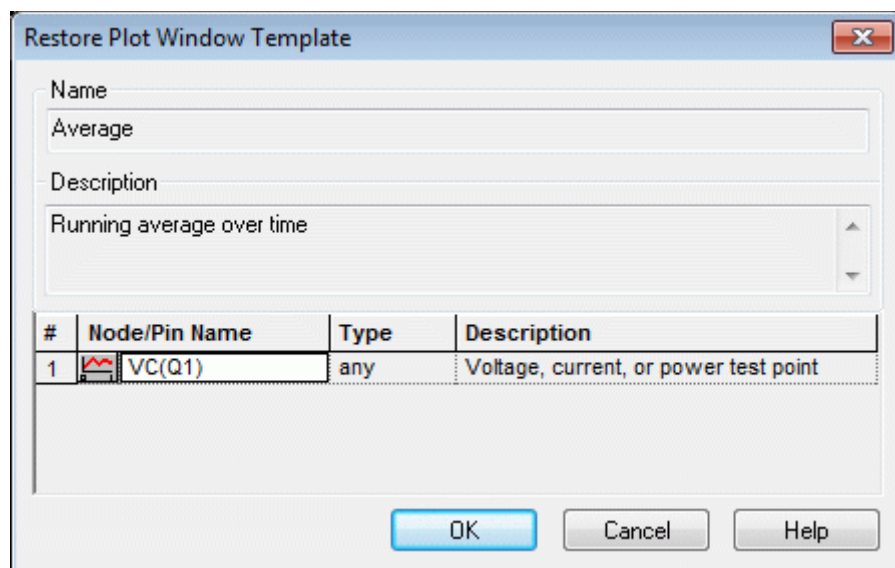 Restore Plot Window Template
Name
Average
Description
Running average over time
# Node/Pin Name Type Description
1 VC(Q1) any Voltage, current, or power test point
OK Cancel Help